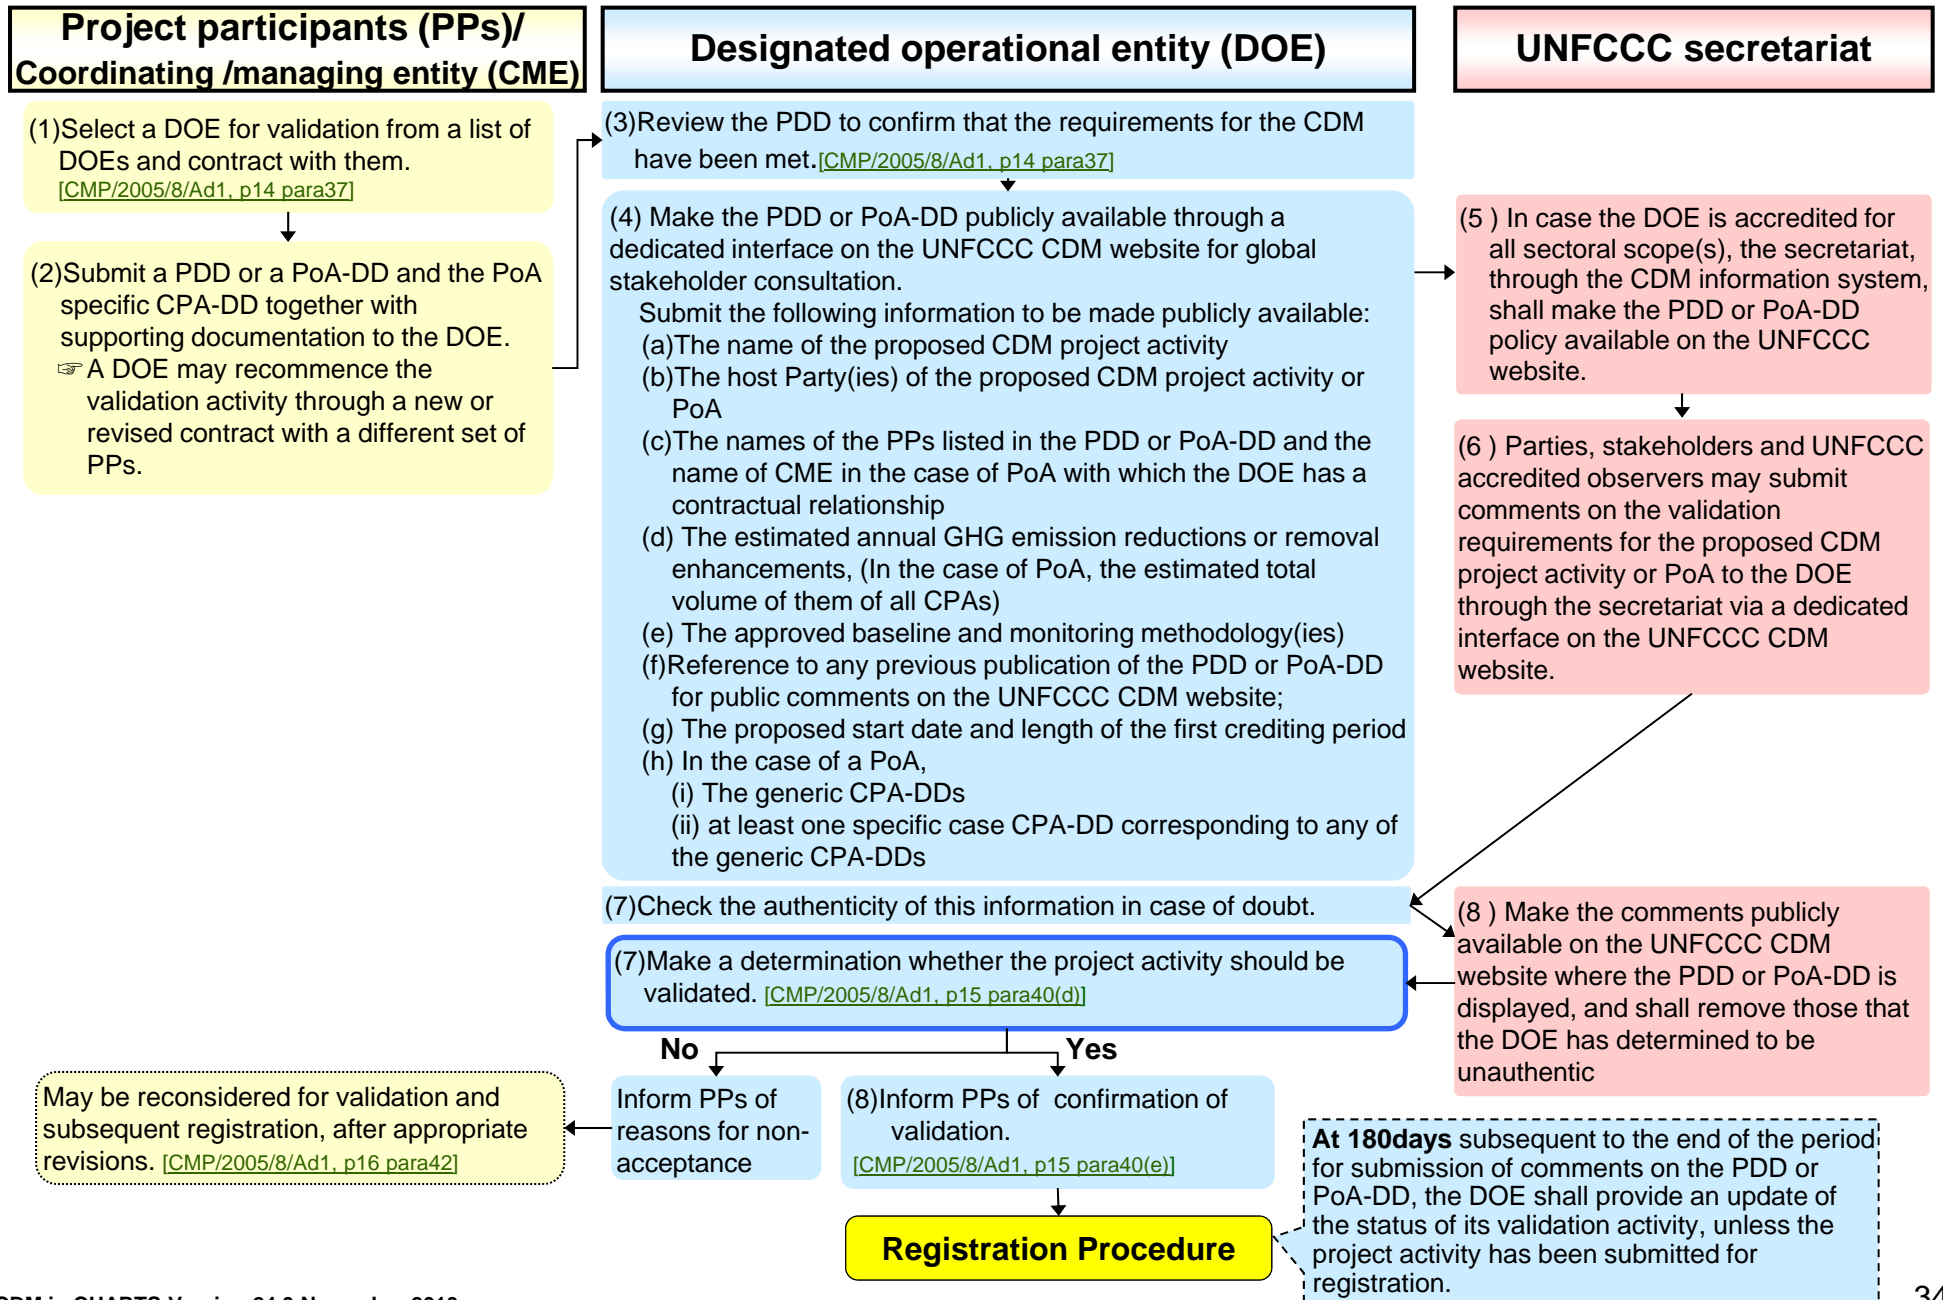 Project participants (PPs)/
Coordinating /managing entity (CME)
Designated operational entity (DOE)
UNFCCC secretariat
(1)Select a DOE for validation from a list of
DOEs and contract with them.
[CMP/2005/8/Ad1, p14 para37]
(2)Submit a PDD or a PoA-DD and the PoA
specific CPA-DD together with
supporting documentation to the DOE.
☞A DOE may recommence the
validation activity through a new or
revised contract with a different set of
PPs.
(3)Review the PDD to confirm that the requirements for the CDM
have been met.[CMP/2005/8/Ad1, p14 para37]
(4) Make the PDD or PoA-DD publicly available through a
dedicated interface on the UNFCCC CDM website for global
stakeholder consultation.
Submit the following information to be made publicly available:
(a)The name of the proposed CDM project activity
(b)The host Party(ies) of the proposed CDM project activity or
PoA
(c)The names of the PPs listed in the PDD or PoA-DD and the
name of CME in the case of PoA with which the DOE has a
contractual relationship
(d) The estimated annual GHG emission reductions or removal
enhancements, (In the case of PoA, the estimated total
volume of them of all CPAs)
(e) The approved baseline and monitoring methodology(ies)
(f)Reference to any previous publication of the PDD or PoA-DD
for public comments on the UNFCCC CDM website;
(g) The proposed start date and length of the first crediting period
(h) In the case of a PoA,
(i) The generic CPA-DDs
(ii) at least one specific case CPA-DD corresponding to any of
the generic CPA-DDs
(5 ) In case the DOE is accredited for
all sectoral scope(s), the secretariat,
through the CDM information system,
shall make the PDD or PoA-DD
policy available on the UNFCCC
website.
(6 ) Parties, stakeholders and UNFCCC
accredited observers may submit
comments on the validation
requirements for the proposed CDM
project activity or PoA to the DOE
through the secretariat via a dedicated
interface on the UNFCCC CDM
website.
(7)Check the authenticity of this information in case of doubt.
(8 ) Make the comments publicly
available on the UNFCCC CDM
website where the PDD or PoA-DD is
displayed, and shall remove those that
the DOE has determined to be
unauthentic
(7)Make a determination whether the project activity should be
validated. [CMP/2005/8/Ad1, p15 para40(d)]
No
Yes
May be reconsidered for validation and
subsequent registration, after appropriate
revisions. [CMP/2005/8/Ad1, p16 para42]
Inform PPs of
reasons for non-
acceptance
(8)Inform PPs of confirmation of
validation.
[CMP/2005/8/Ad1, p15 para40(e)]
Registration Procedure
At 180days subsequent to the end of the period
for submission of comments on the PDD or
PoA-DD, the DOE shall provide an update of
the status of its validation activity, unless the
project activity has been submitted for
registration.